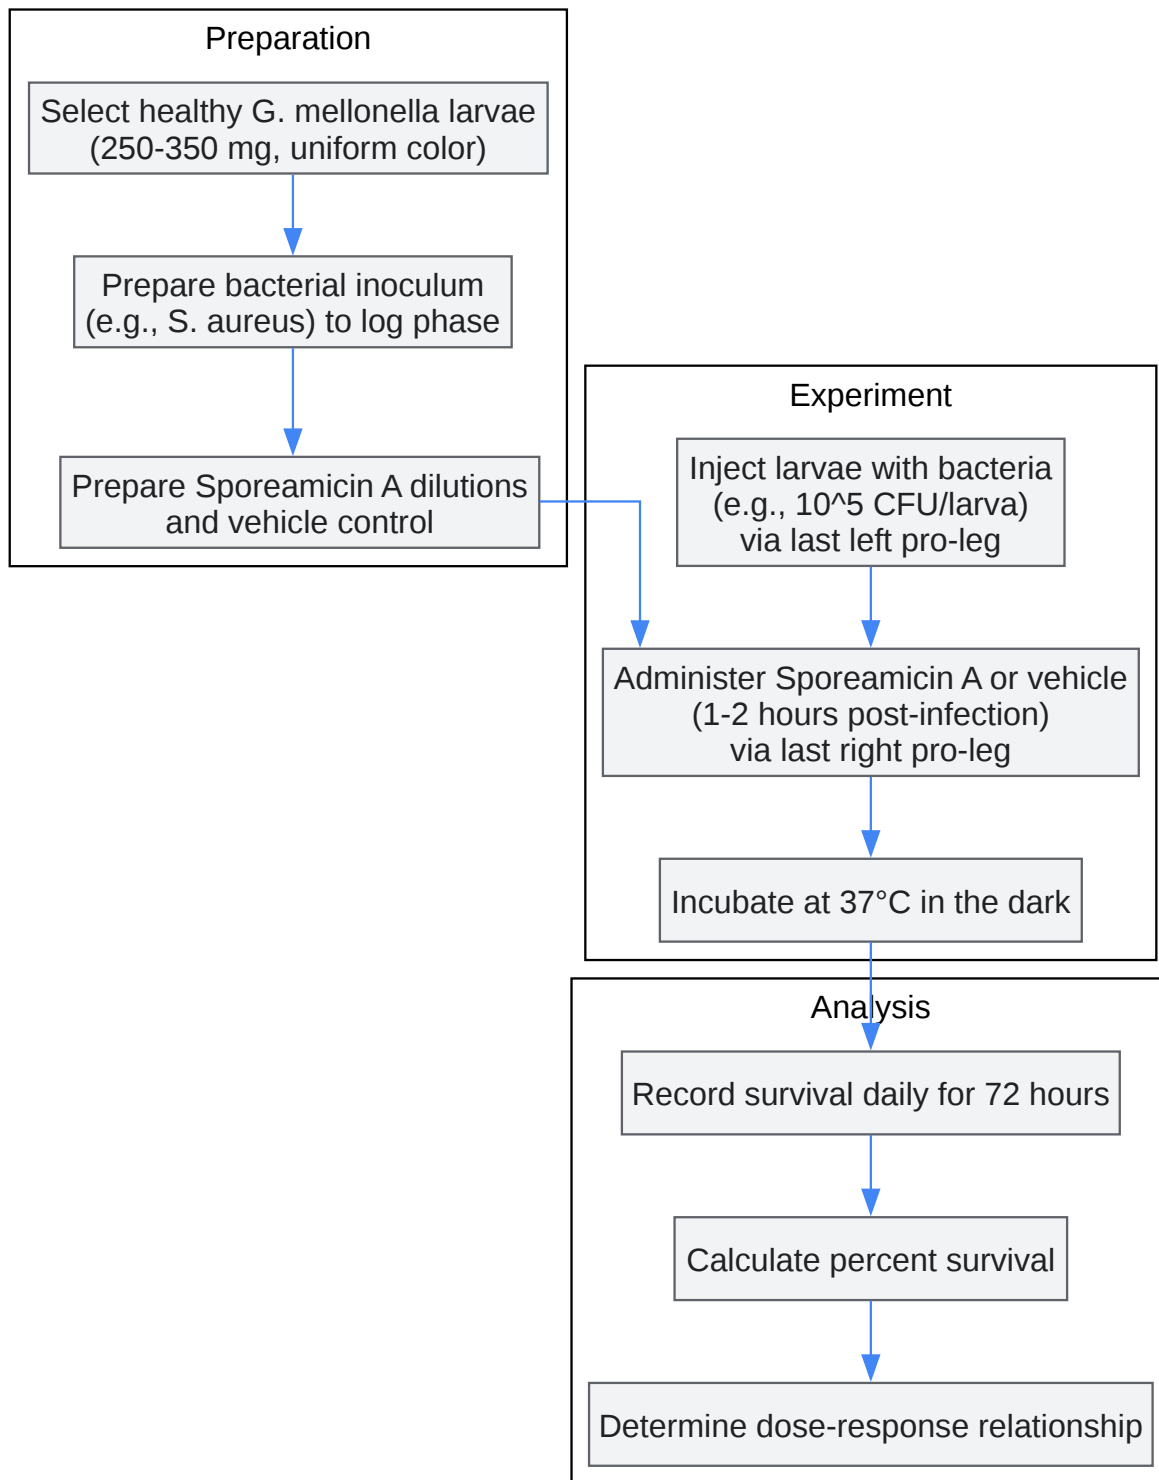 Preparation
Select healthy G. mellonella larvae
(250-350 mg, uniform color)
Prepare bacterial inoculum
(e.g., S. aureus) to log phase
Prepare Sporeamicin A dilutions
and vehicle control
Experiment
Inject larvae with bacteria
(e.g., 10^5 CFU/larva)
via last left pro-leg
Administer Sporeamicin A or vehicle
(1-2 hours post-infection)
via last right pro-leg
Incubate at 37°C in the dark
Analysis
Record survival daily for 72 hours
Calculate percent survival
Determine dose-response relationship